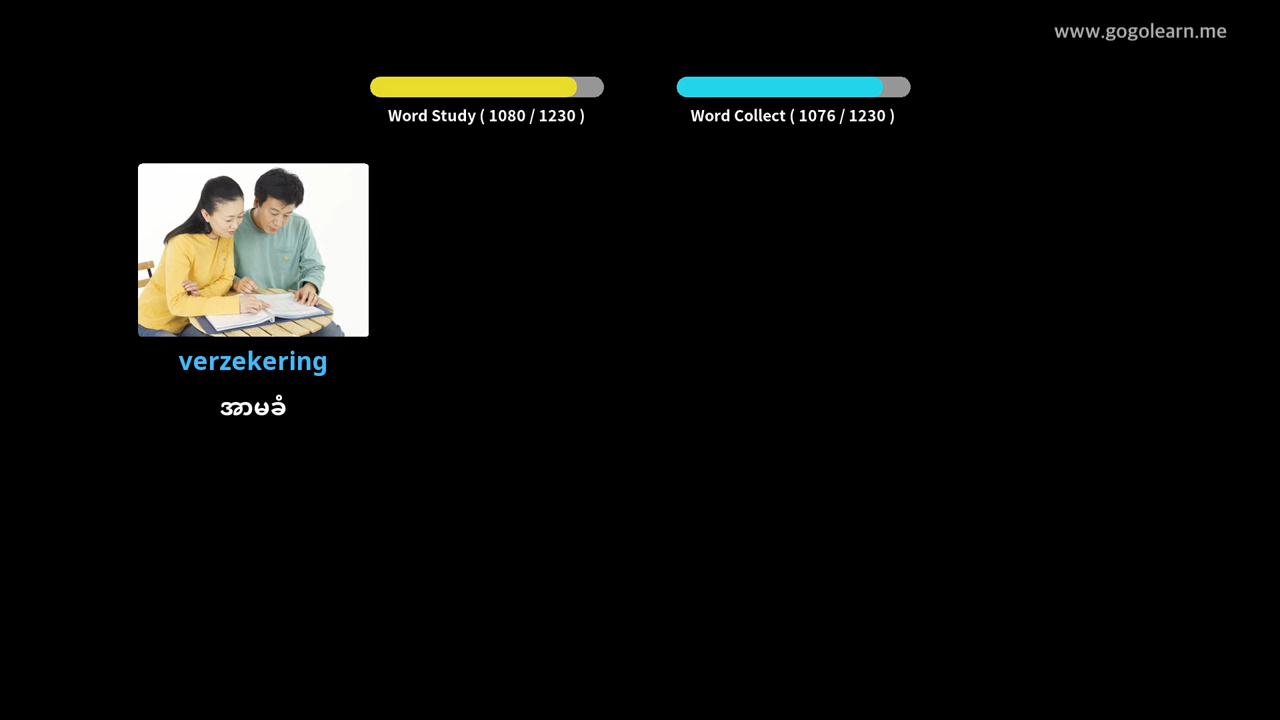 www.gogolearn.me
Word Study ( 1080 / 1230 )
Word Collect ( 1076 / 1230 )
verzekering
အာမခံ